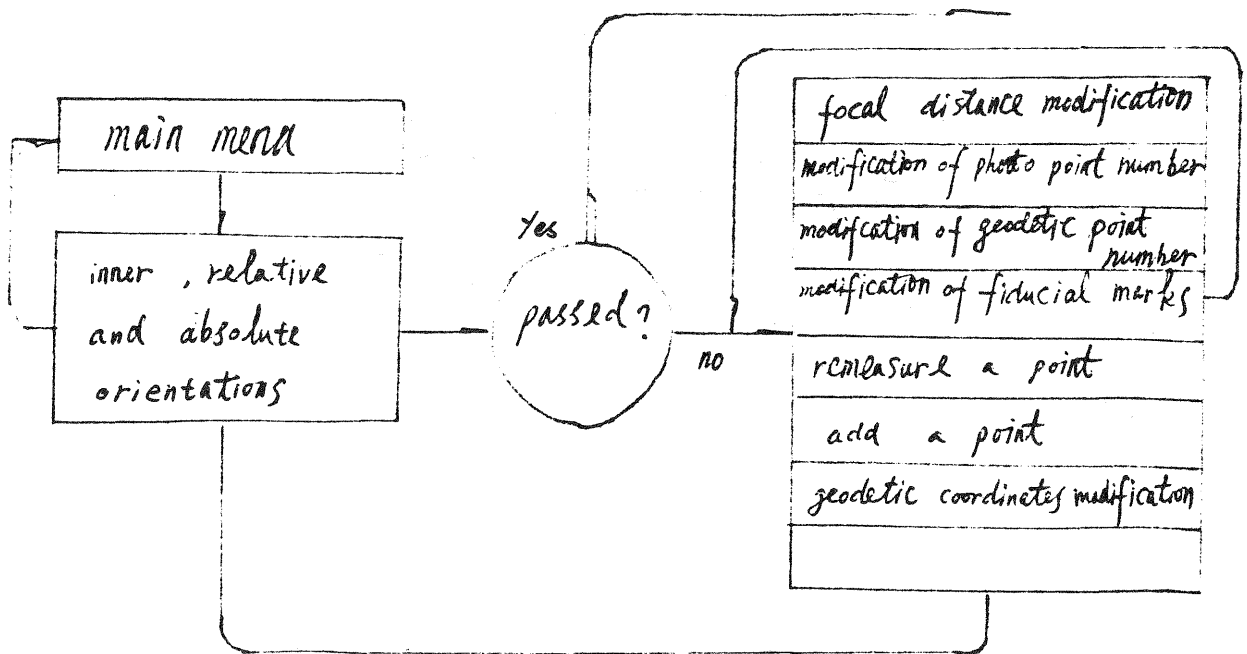 main menu
inner, relative
and absolute
orientations
Yes
passed?
no
focal distance modification
modification of photo point number
modification of geodetic point
number
modification of fiducial marks
remeasure a point
add a point
geodetic coordinates modification